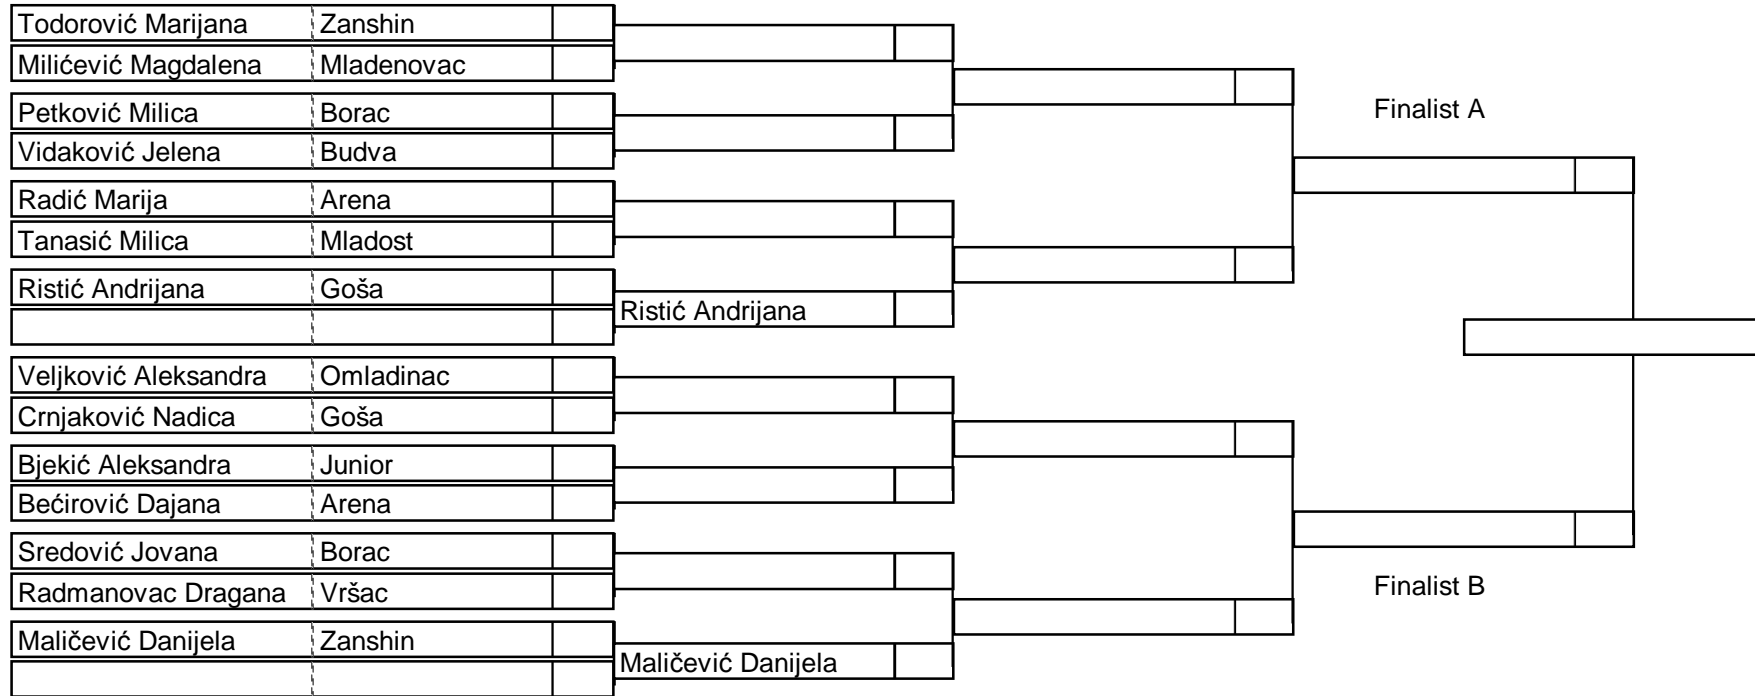 Todorović Marijana Zanshin
Milićević Magdalena Mladenovac
Petković Milica Borac
Finalist A
Vidaković Jelena Budva
Radić Marija Arena
Tanasić Milica Mladost
Ristić Andrijana Goša
Ristić Andrijana
Veljković Aleksandra Omladinac
Crnjaković Nadica Goša
Bjekić Aleksandra Junior
Bećirović Dajana Arena
Sredović Jovana Borac
Radmanovac Dragana Vršac
Finalist B
Maličević Danijela Zanshin
Maličević Danijela